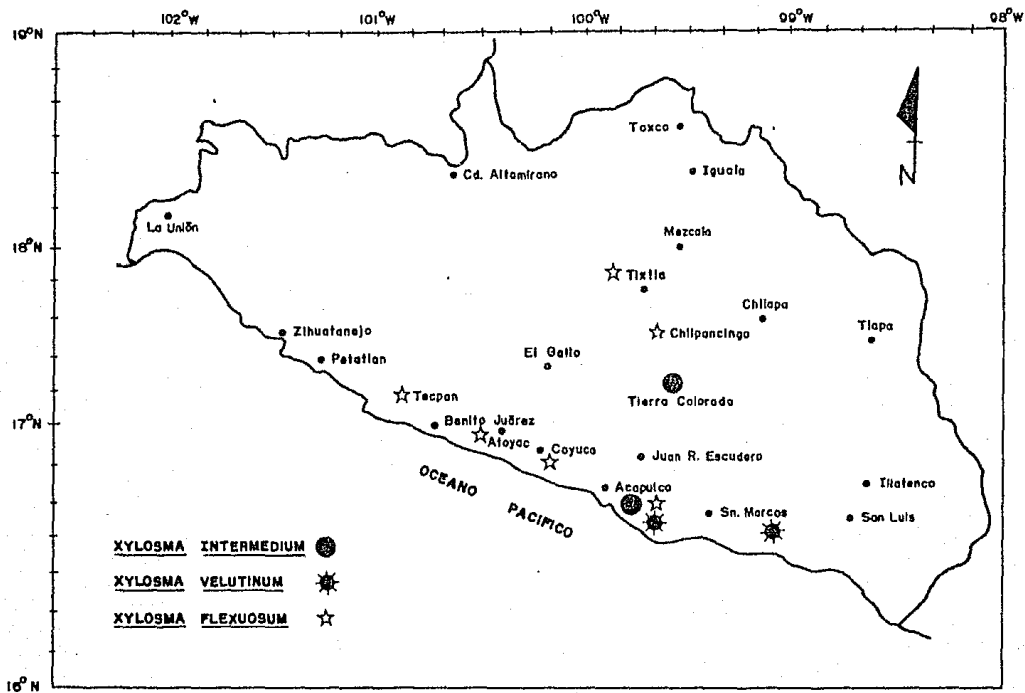 102°W 101°W 100°W 99°W 98°W
19°N
Taxco
Cd. Altamirano
Iguala
N
La Unión
Mezcala
18°N
Tixtla
Chilapa
Tlapa
Zihuatanejo
Chilpancingo
Petatlan
El Gallo
Tecpan
Tierra Colorada
17°N
Benito Juárez
Atoyac
Coyuca
Juan R. Escudero
OCEANO PACIFICO
Acapulco
Iliatenco
Sn. Marcos
San Luis
XYLOSMA INTERMEDIUM
XYLOSMA VELUTINUM
XYLOSMA FLEXUOSUM
16°N